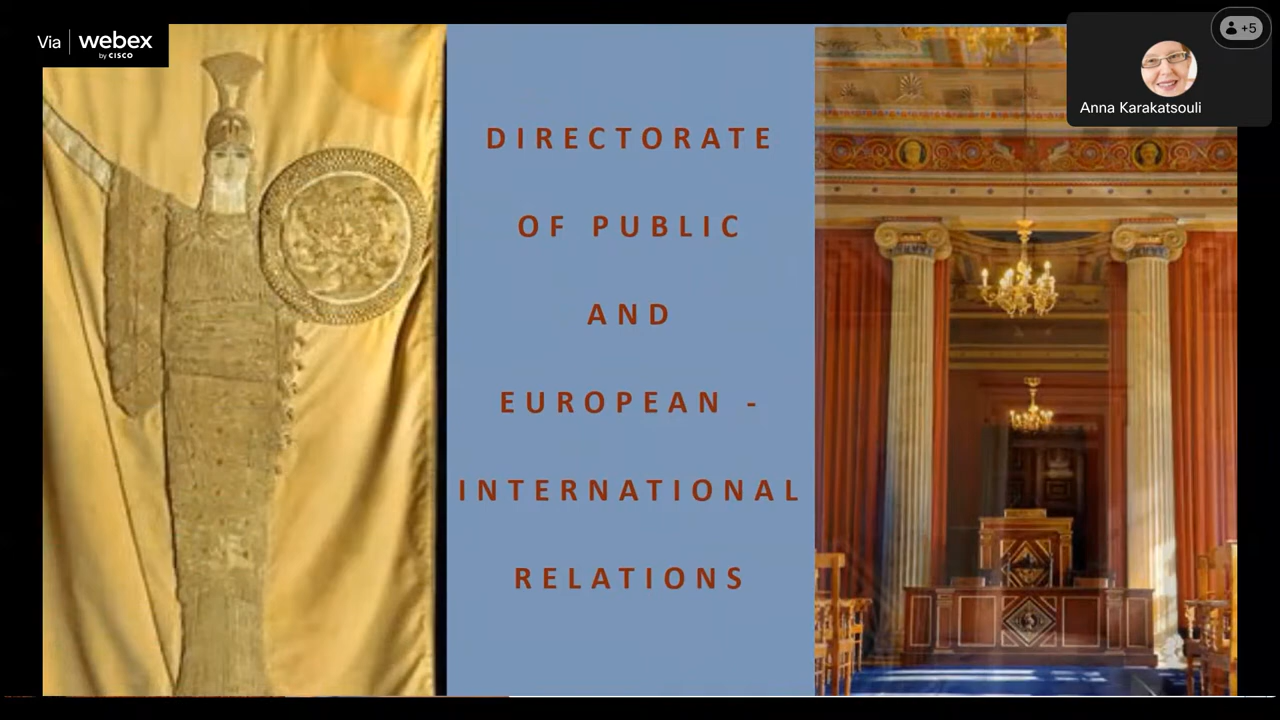 Via webex
by CISCO
+5
Anna Karakatsouli
DIRECTORATE
OF PUBLIC
AND
EUROPEAN -
INTERNATIONAL
RELATIONS